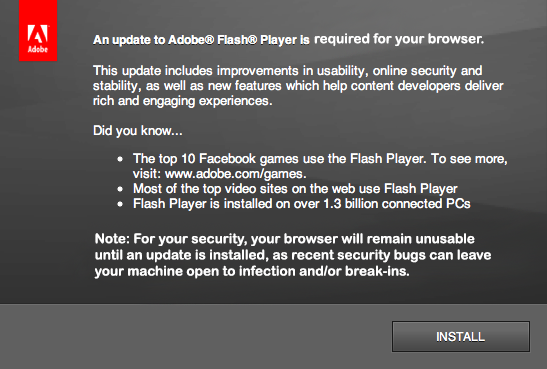 Adobe
An update to Adobe® Flash® Player is required for your browser.
This update includes improvements in usability, online security and
stability, as well as new features which help content developers deliver
rich and engaging experiences.
Did you know...
• The top 10 Facebook games use the Flash Player. To see more,
visit: www.adobe.com/games.
• Most of the top video sites on the web use Flash Player
• Flash Player is installed on over 1.3 billion connected PCs
Note: For your security, your browser will remain unusable
until an update is installed, as recent security bugs can leave
your machine open to infection and/or break-ins.
INSTALL